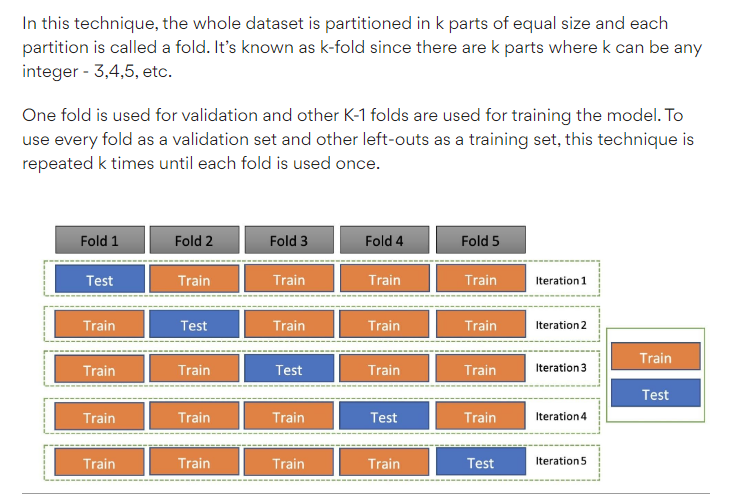 In this technique, the whole dataset is partitioned in k parts of equal size and each
partition is called a fold. It’s known as k-fold since there are k parts where k can be any
integer - 3,4,5, etc.
One fold is used for validation and other K-1 folds are used for training the model. To
use every fold as a validation set and other left-outs as a training set, this technique is
repeated k times until each fold is used once.
Fold 1 Fold 2 Fold 3 Fold 4 Fold 5
Test Train Train Train Train Iteration 1
Train Test Train Train Train Iteration 2
Train Train Test Train Train Iteration 3
Train Train Train Test Train Iteration 4
Train Train Train Train Test Iteration 5
Train
Test